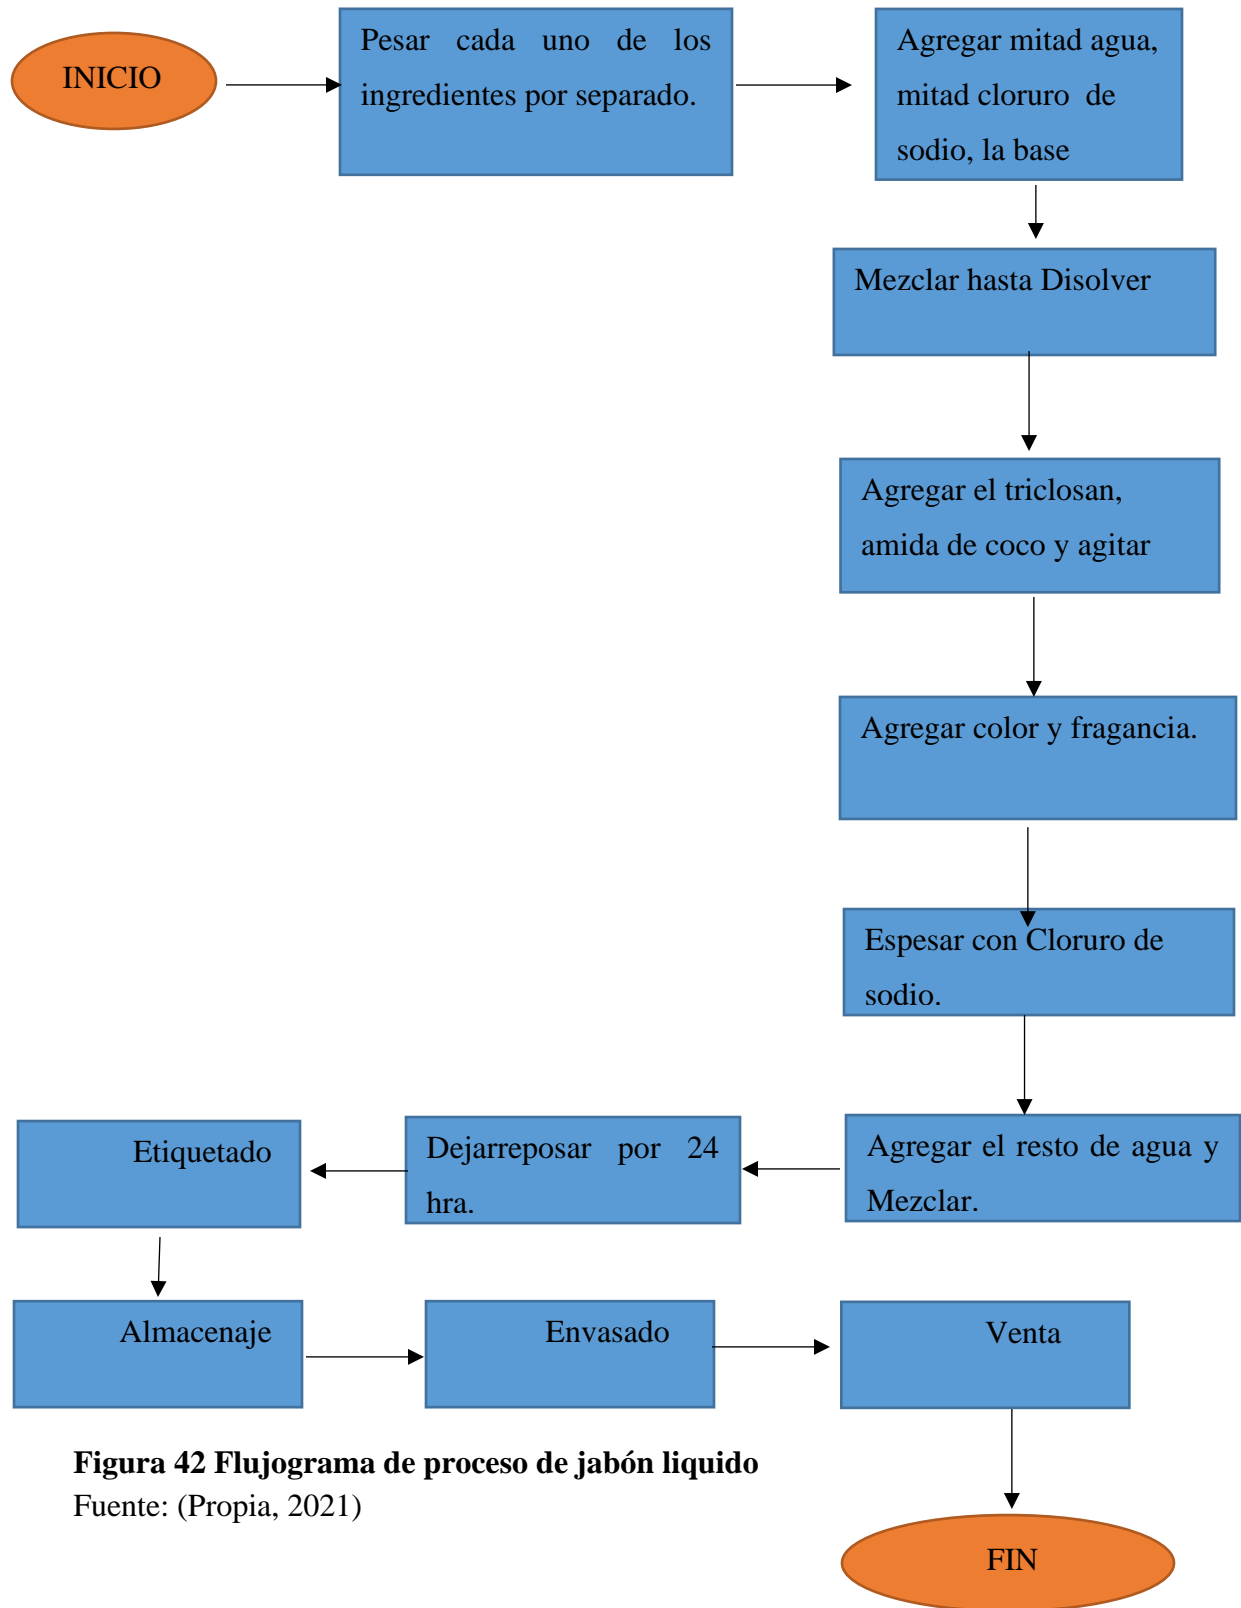 INICIO
Pesar cada uno de los
ingredientes por separado.
Agregar mitad agua,
mitad cloruro de
sodio, la base
Mezclar hasta Disolver
Agregar el triclosan,
amida de coco y agitar
Agregar color y fragancia.
Espesar con Cloruro de
sodio.
Agregar el resto de agua y
Mezclar.
Dejarreposar por 24
hra.
Etiquetado
Almacenaje
Envasado
Venta
FIN
Figura 42 Flujograma de proceso de jabón liquido
Fuente: (Propia, 2021)